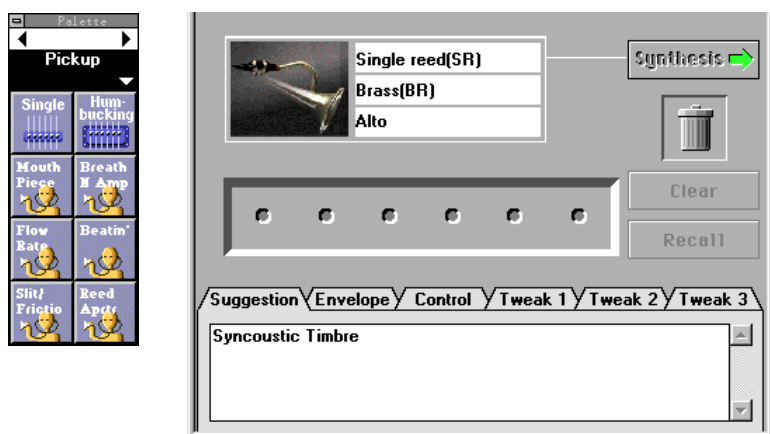 Palette
Pickup
Single
Hum-
bucking
Mouth
Piece
Breath
N Amp
Flow
Rate
Beatin'
Slit/
Frictio
Reed
Aprtr
Single reed(SR)
Brass(BR)
Alto
Synthesis
Clear
Recall
Suggestion
Envelope
Control
Tweak 1
Tweak 2
Tweak 3
Syncoustic Timbre